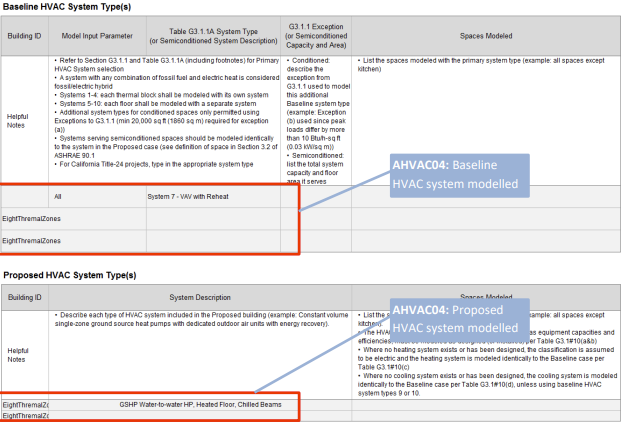 Baseline HVAC System Type(s)
Building ID
Model Input Parameter
Table G3.1.1A System Type
(or Semiconditioned System Description)
G3.1.1 Exception
(or Semiconditioned
Capacity and Area)
Spaces Modeled
Helpful
Notes
• Refer to Section G3.1.1 and Table G3.1.1A (including footnotes) for Primary
HVAC System selection
• A system with any combination of fossil fuel and electric heat is considered
fossil/electric hybrid
• Systems 1-4: each thermal block shall be modeled with its own system
• Systems 5-10: each floor shall be modeled with a separate system
• Additional system types for conditioned spaces only permitted using
Exceptions to G3.1.1 (min 20,000 sq ft (1860 sq m) required for exception
(a))
• Systems serving semiconditioned spaces should be modeled identically
to the system in the Proposed case (see definition of space in Section 3.2 of
ASHRAE 90.1
• For California Title-24 projects, type in the appropriate system type
• Conditioned:
describe the
exception from
G3.1.1 used to model
this additional
Baseline system type
(example: Exception
(b) used since peak
loads differ by more
than 10 Btu/h-sq ft
(0.03 kW/sq m))
• Semiconditioned:
list the total system
capacity and floor
area it serves
• List the spaces modeled with the primary system type (example: all spaces except
kitchen)
AHVAC04: Baseline
HVAC system modelled
All
System 7 - VAV with Reheat
EightThremalZones
EightThremalZones
Proposed HVAC System Type(s)
Building ID
System Description
Spaces Modeled
Helpful
Notes
• Describe each type of HVAC system included in the Proposed building (example: Constant volume
single-zone ground source heat pumps with dedicated outdoor air units with energy recovery).
• List the s
ample: all spaces except
kitchen).
• The HVA
as equipment capacities and
efficiencies,
per Table G3.1#10(a&b)
• Where no heating system exists or has been designed, the classification is assumed
to be electric and the heating system is modeled identically to the Baseline case per
Table G3.1#10(c)
• Where no cooling system exists or has been designed, the cooling system is modeled
identically to the Baseline case per Table G3.1#10(d), unless using baseline HVAC
system types 9 or 10.
AHVAC04: Proposed
HVAC system modelled
EightThremalZo
GSHP Water-to-water HP, Heated Floor, Chilled Beams
EightThremalZo